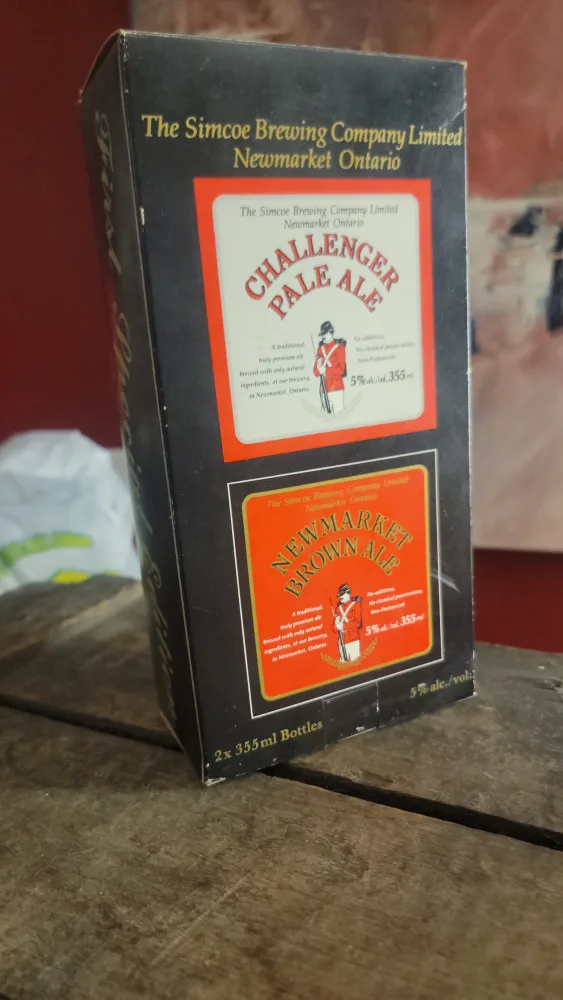 The Simcoe Brewing Company Limited
Newmarket Ontario
The Simcoe Brewing Company Limited
Newmarket Ontario
CHALLENGER
PALE ALE
A traditional
truly premium ale
brewed with only natural
ingredients, at our brewery,
in Newmarket, Ontario.
No additives,
No chemical preservatives
Non-Pasteurized
5% alc./vol. 355 ml
The Simcoe Brewing Company Limited
Newmarket Ontario
NEWMARKET
BROWN ALE
A traditional,
truly premium ale
brewed with only natural
ingredients, at our brewery,
in Newmarket, Ontario.
No additives,
No chemical preservatives,
Non-Pasteurized
5% alc./vol. 355 ml
2x 355ml Bottles
5% alc./vol.
First Special Edition